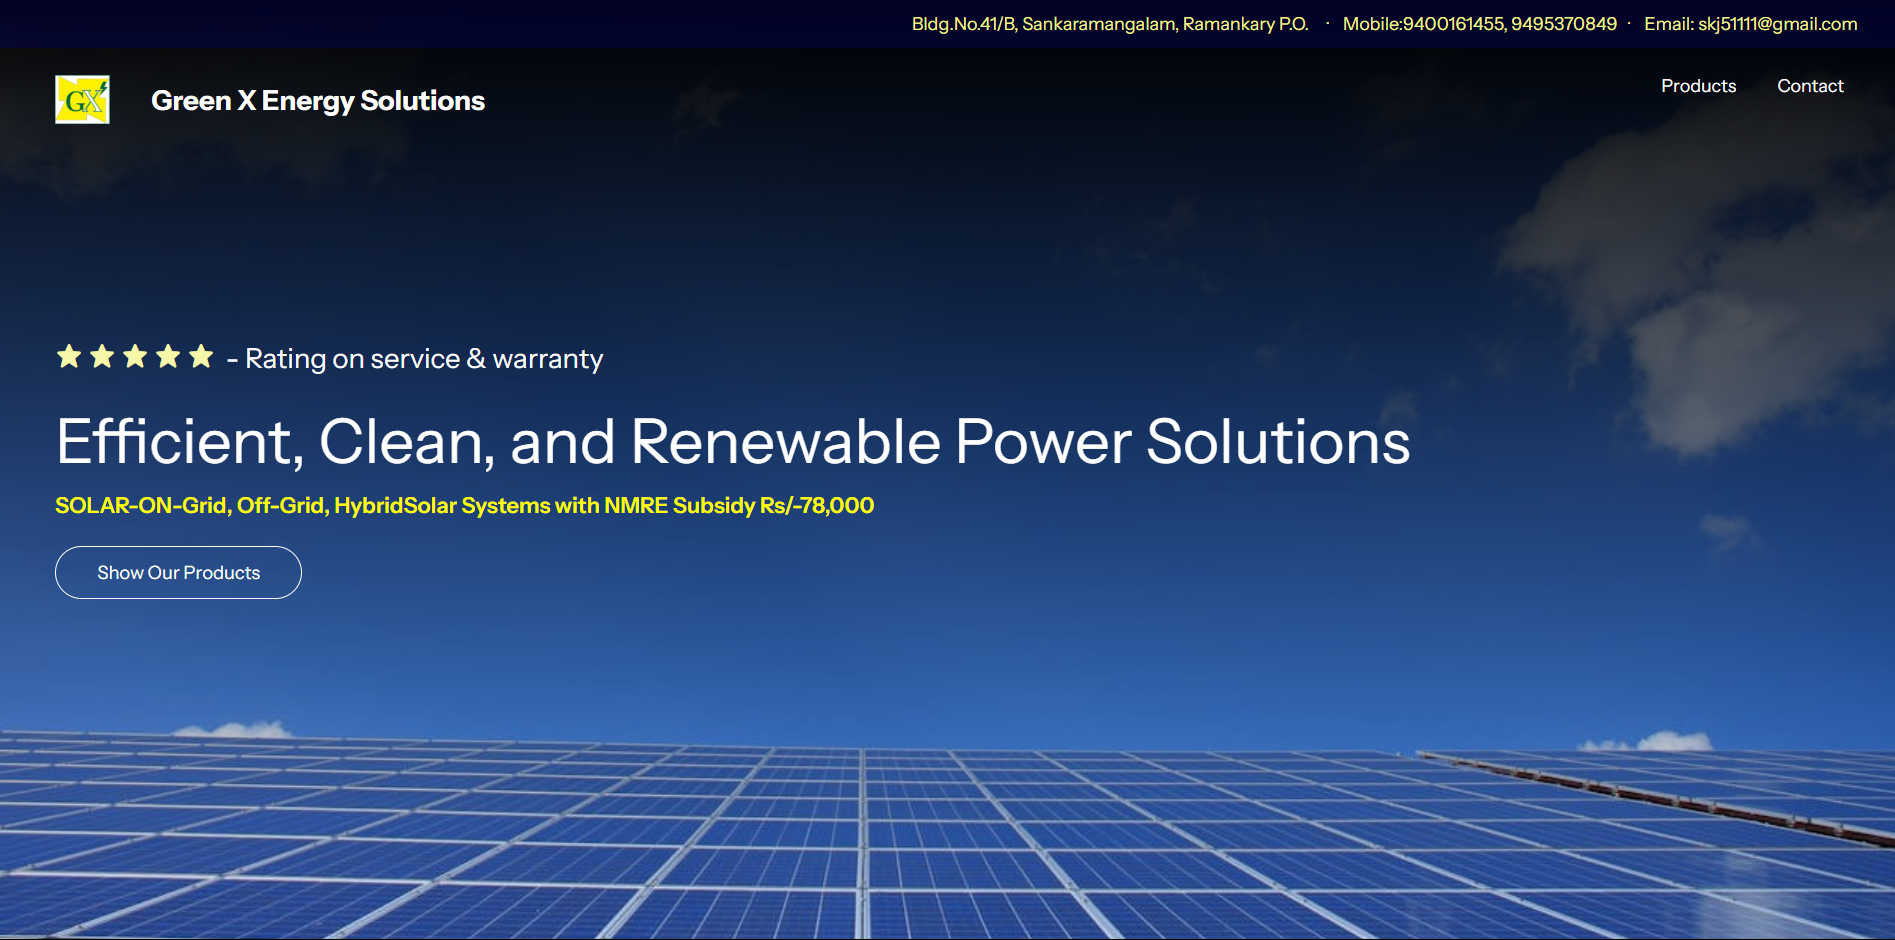 Bldg.No.41/B, Sankaramangalam, Ramankary P.O. · Mobile:9400161455, 9495370849 · Email: skj51111@gmail.com
GX
Green X Energy Solutions
Products Contact
- Rating on service & warranty
Efficient, Clean, and Renewable Power Solutions
SOLAR-ON-Grid, Off-Grid, HybridSolar Systems with NMRE Subsidy Rs/-78,000
Show Our Products